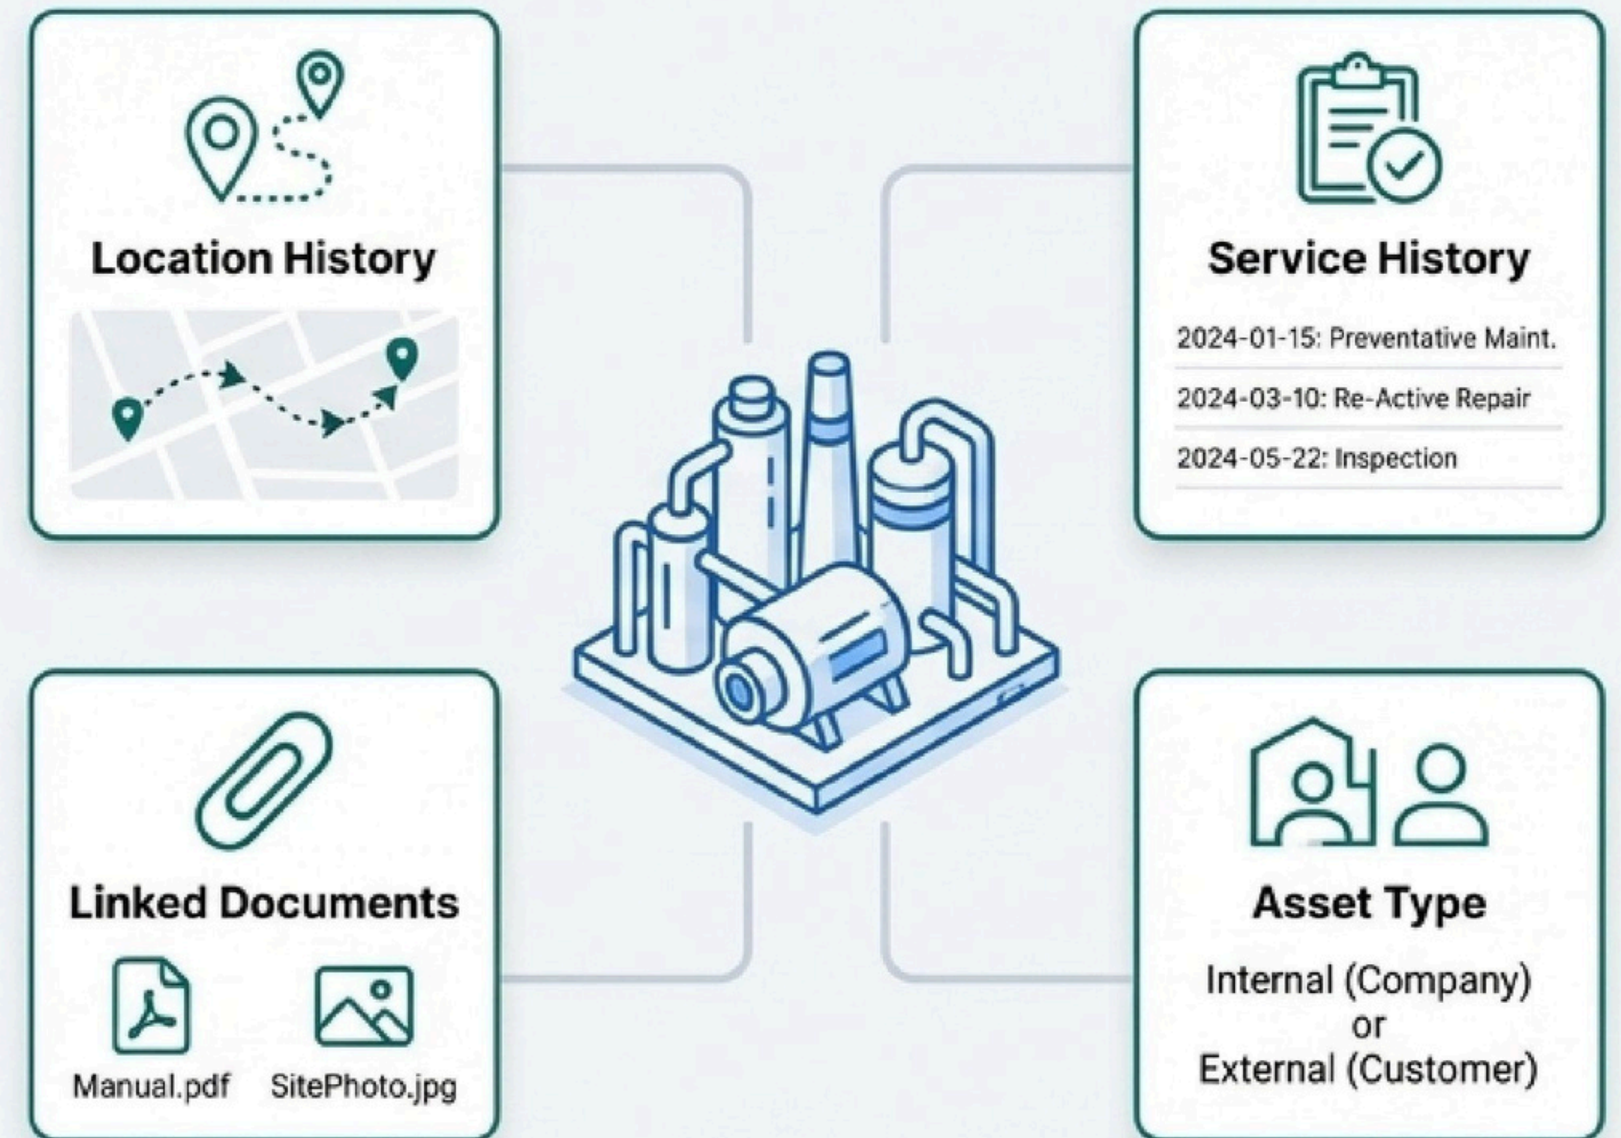 Location History
Service History
2024-01-15: Preventative Maint.
2024-03-10: Re-Active Repair
2024-05-22: Inspection
Linked Documents
Manual.pdf
SitePhoto.jpg
Asset Type
Internal (Company)
or
External (Customer)